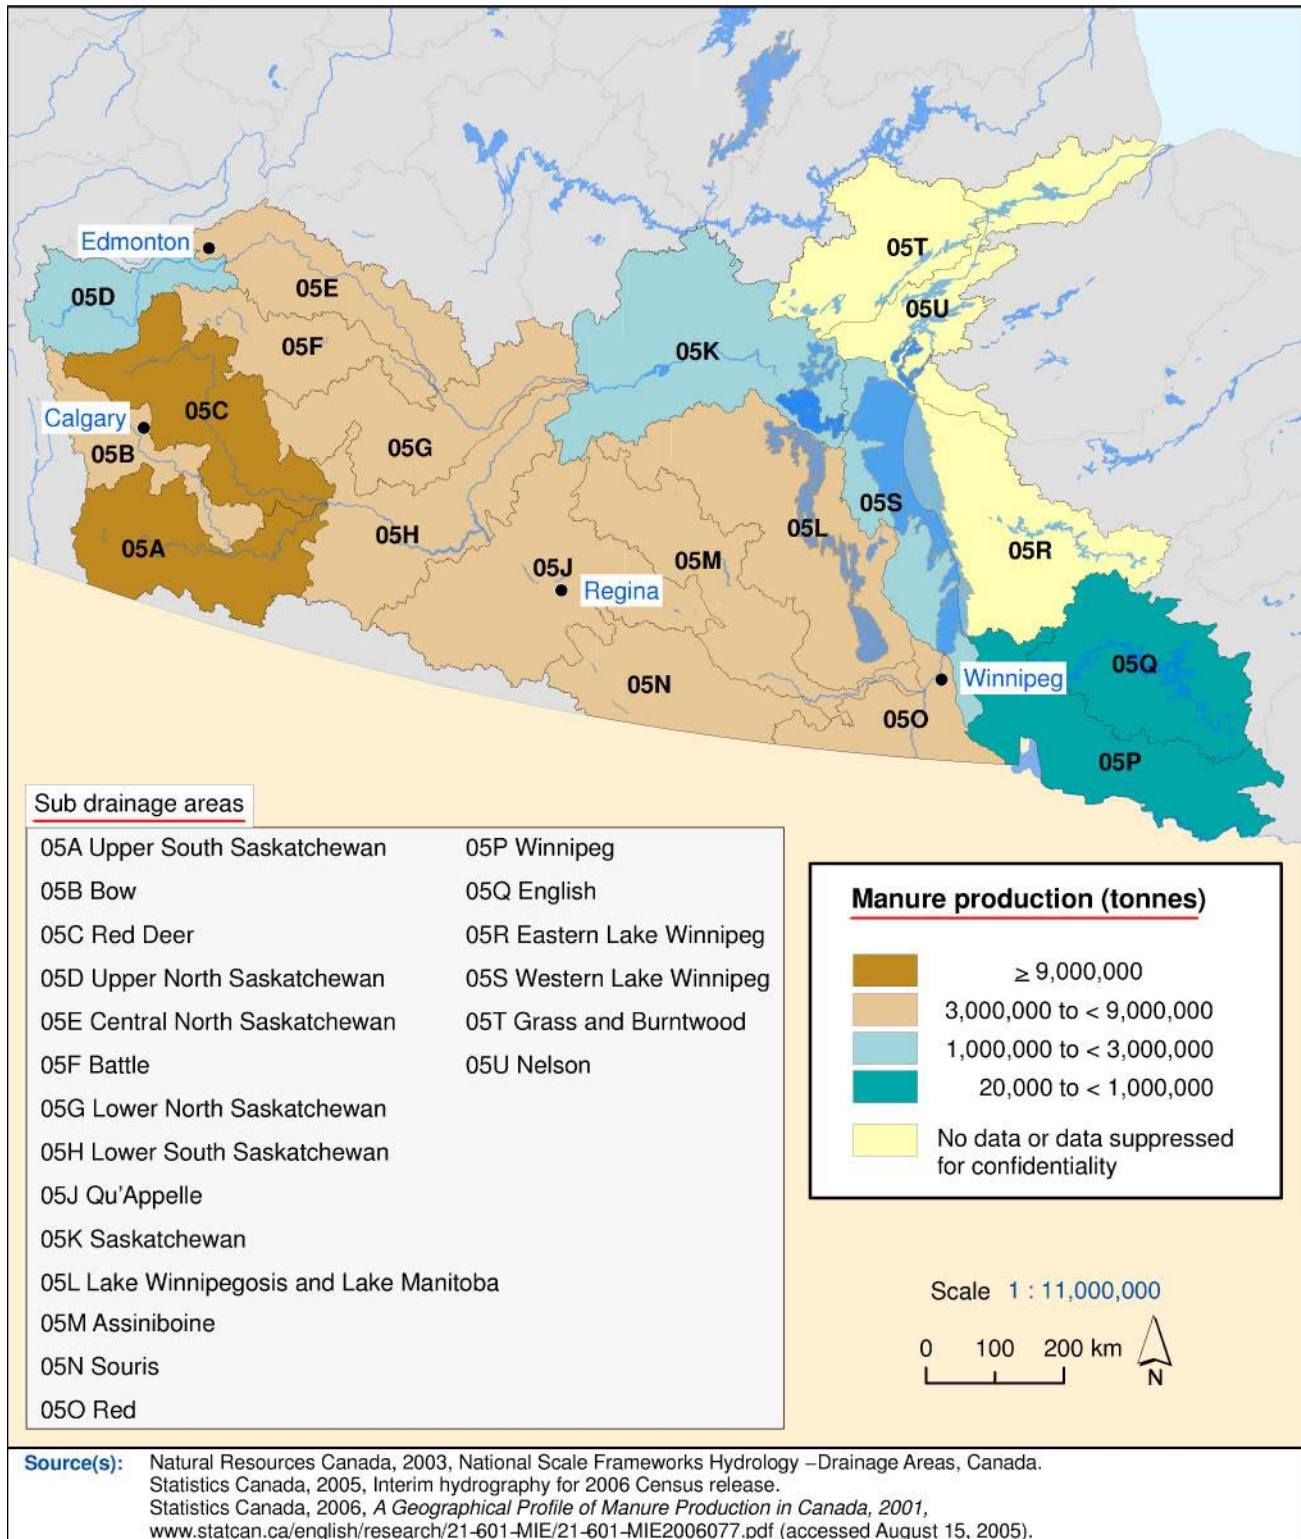 Edmonton
05D
05E
05F
05T
05U
05K
05C
Calgary
05B
05G
05S
05A
05H
05L
05M
05R
05J
Regina
05N
05Q
Winnipeg
05O
05P
Sub drainage areas
05A Upper South Saskatchewan
05B Bow
05C Red Deer
05D Upper North Saskatchewan
05E Central North Saskatchewan
05F Battle
05G Lower North Saskatchewan
05H Lower South Saskatchewan
05J Qu'Appelle
05K Saskatchewan
05L Lake Winnipegosis and Lake Manitoba
05M Assiniboine
05N Souris
05O Red
05P Winnipeg
05Q English
05R Eastern Lake Winnipeg
05S Western Lake Winnipeg
05T Grass and Burntwood
05U Nelson
Manure production (tonnes)
≥ 9,000,000
3,000,000 to < 9,000,000
1,000,000 to < 3,000,000
20,000 to < 1,000,000
No data or data suppressed
for confidentiality
Scale 1 : 11,000,000
0 100 200 km
N
Source(s): Natural Resources Canada, 2003, National Scale Frameworks Hydrology –Drainage Areas, Canada.
Statistics Canada, 2005, Interim hydrography for 2006 Census release.
Statistics Canada, 2006, A Geographical Profile of Manure Production in Canada, 2001,
www.statcan.ca/english/research/21-601-MIE/21-601-MIE2006077.pdf (accessed August 15, 2005).